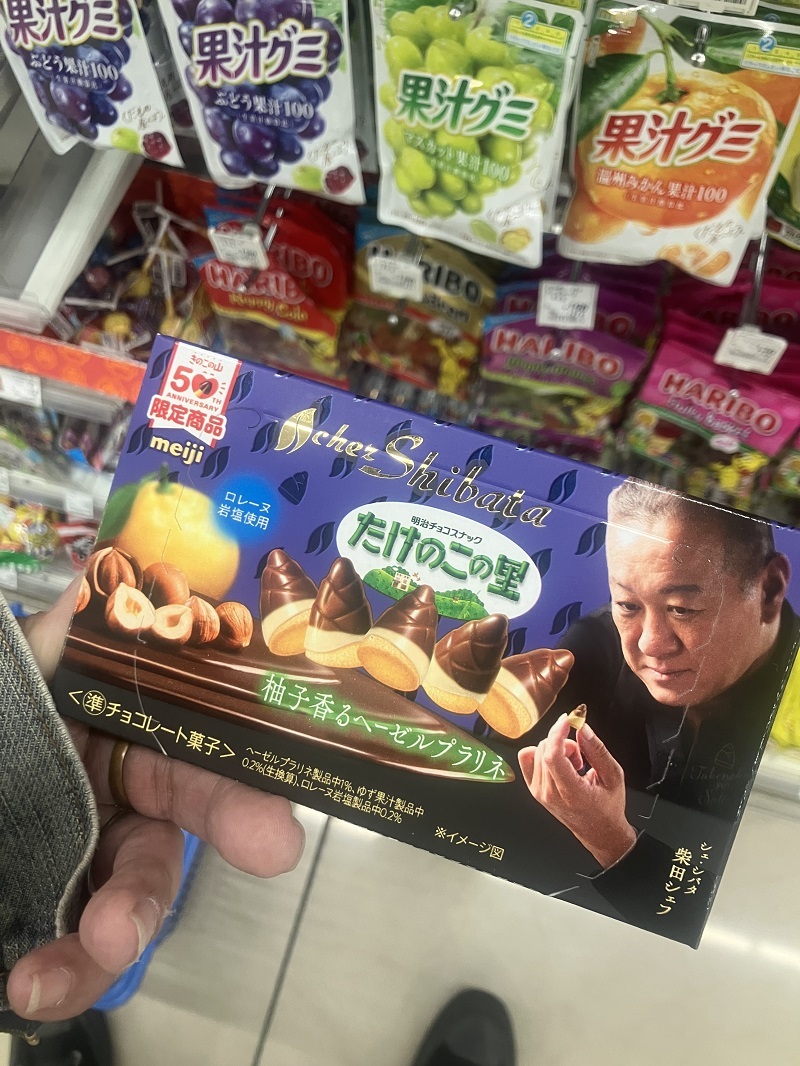 果汁グミ
ぶどう果汁100
果汁グミ
ぶどう果汁100
果汁グミ
マスカット果汁100
果汁グミ
温州みかん果汁100
HARIBO
HARIBO
HARIBO
HARIBO
HARIBO
きのこの山
50TH
ANNIVERSARY
限定商品
meiji
Chez Shibata
ロレーヌ
岩塩使用
明治チョコスナック
たけのこの里
柚子香るヘーゼルプラリネ
<準チョコレート菓子>
ヘーゼルプラリネ製品中1%、ゆず果汁製品中
0.2%(生換算)、ロレーヌ岩塩製品中0.2%
※イメージ図
シェ・シバタ
柴田シェフ